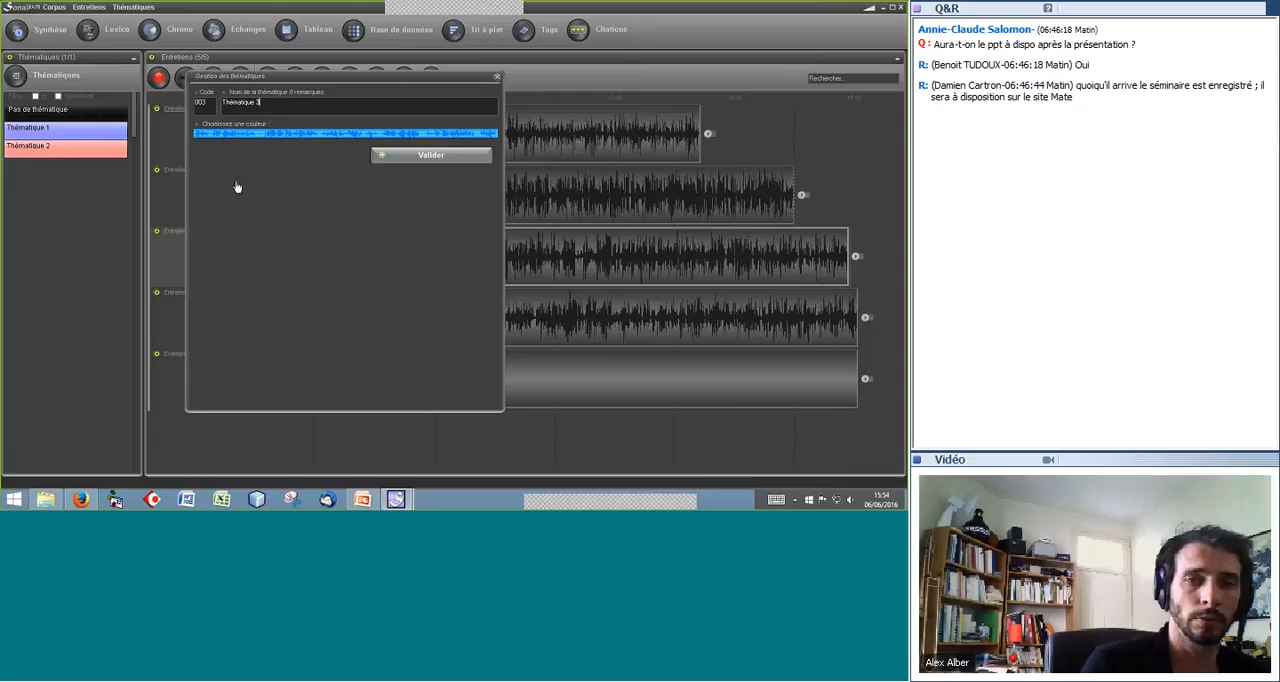 Sonal Corpus Entretiens Thématiques
Synthèse Lexico Chrono Echanges Tableau Base de données Tri à plat Tags Citations
Thématiques (1/1)
Entretiens (5/5)
Thématiques
Pas de thématique
Thématique 1
Thématique 2
Gestion des thématiques
Code Nom de la thématique // remarques
003 Thématique 3
Choisissez une couleur :
Valider
Rechercher...
15:54
06/06/2016
Q&R
Annie-Claude Salomon- (06:46:18 Matin)
Q : Aura-t-on le ppt à dispo après la présentation ?
R: (Benoit TUDOUX-06:46:18 Matin) Oui
R: (Damien Cartron-06:46:44 Matin) quoiqu'il arrive le séminaire est enregistré ; il
sera à disposition sur le site Mate
Vidéo
Alex Alber